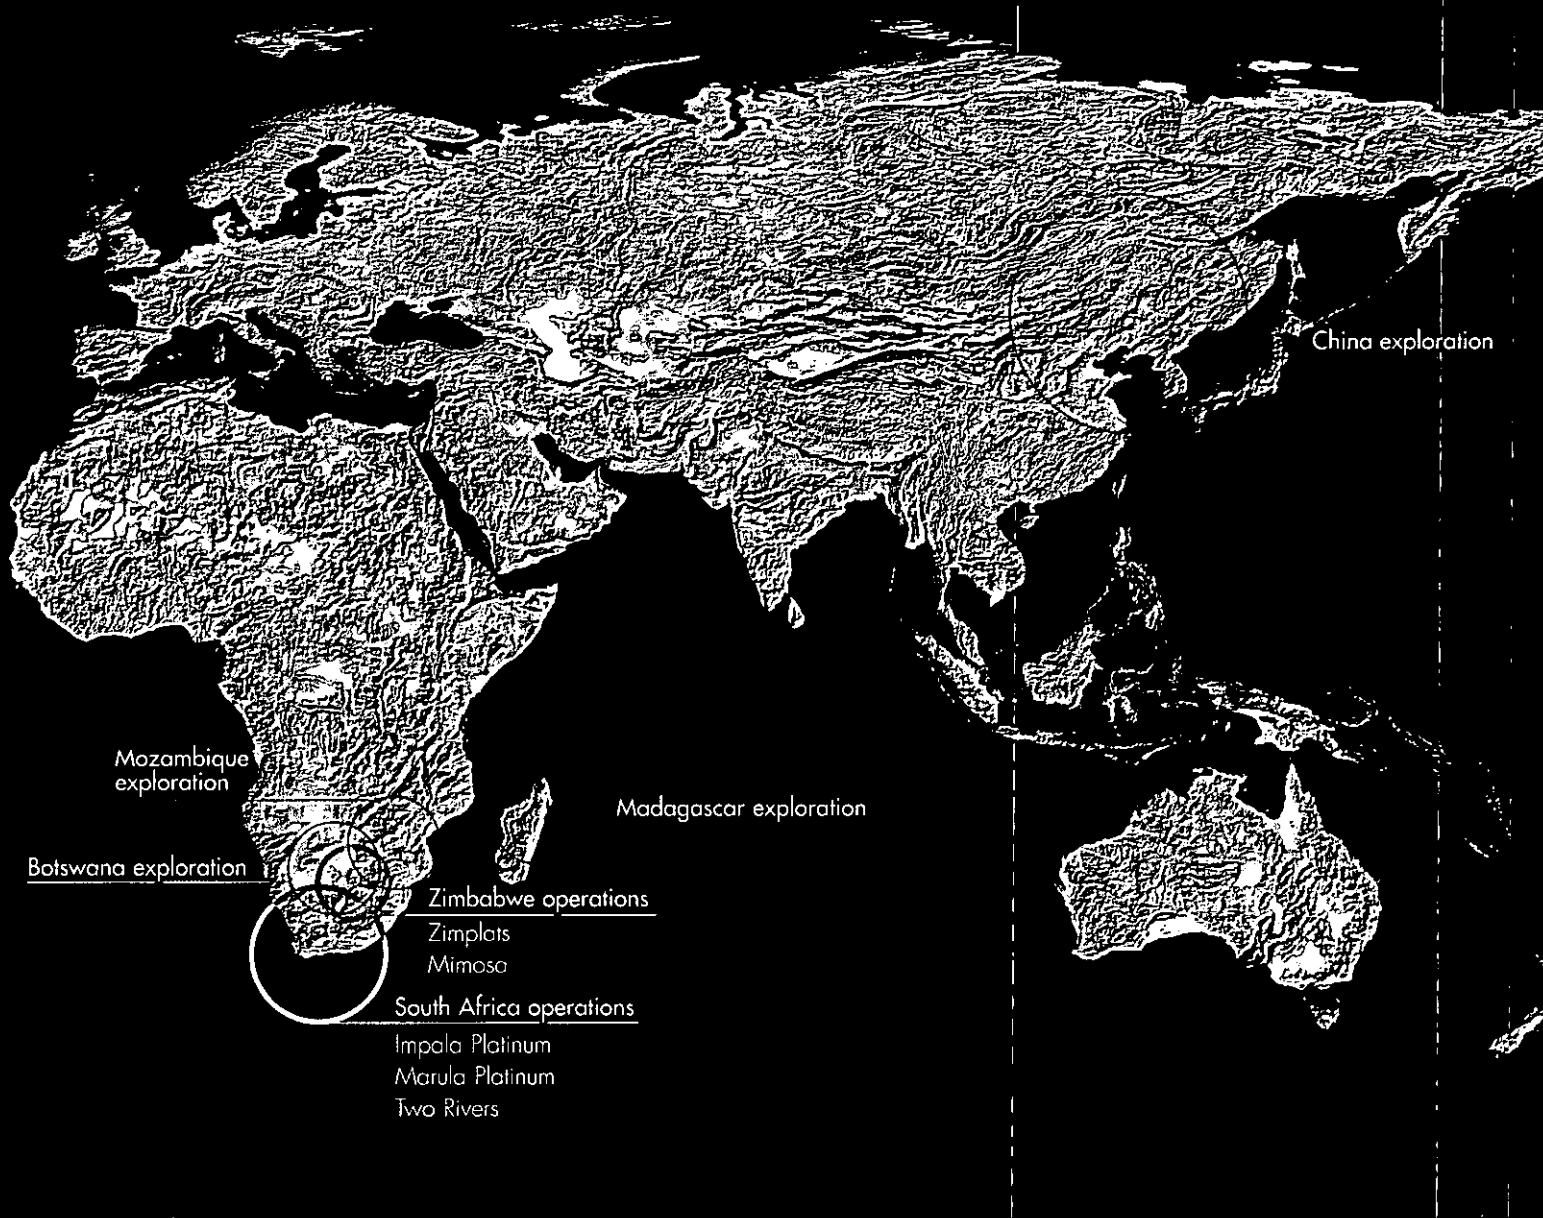 China exploration
Mozambique
exploration
Madagascar exploration
Botswana exploration
Zimbabwe operations
Zimplats
Mimosa
South Africa operations
Impala Platinum
Marula Platinum
Two Rivers